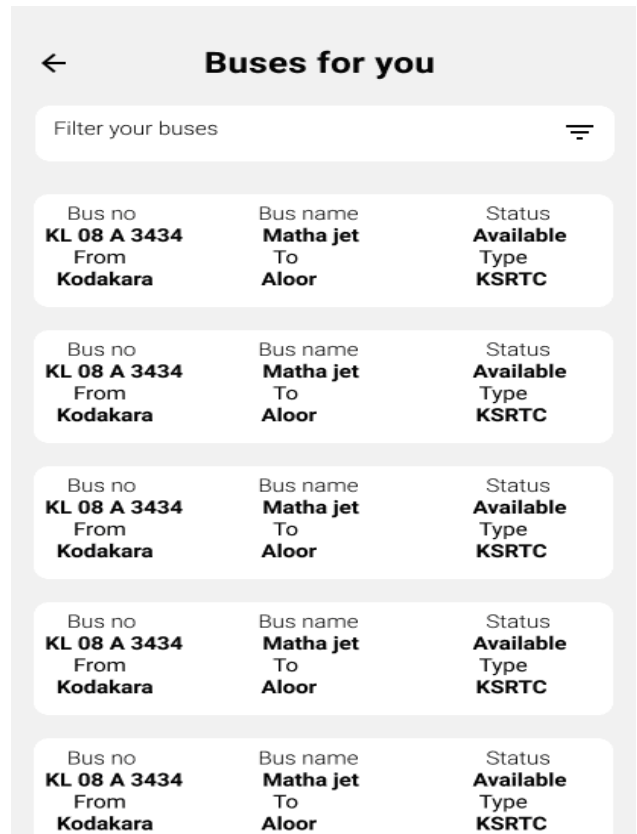 Buses for you
Filter your buses
Bus no Bus name Status
KL 08 A 3434 Matha jet Available
From To Type
Kodakara Aloor KSRTC
Bus no Bus name Status
KL 08 A 3434 Matha jet Available
From To Type
Kodakara Aloor KSRTC
Bus no Bus name Status
KL 08 A 3434 Matha jet Available
From To Type
Kodakara Aloor KSRTC
Bus no Bus name Status
KL 08 A 3434 Matha jet Available
From To Type
Kodakara Aloor KSRTC
Bus no Bus name Status
KL 08 A 3434 Matha jet Available
From To Type
Kodakara Aloor KSRTC